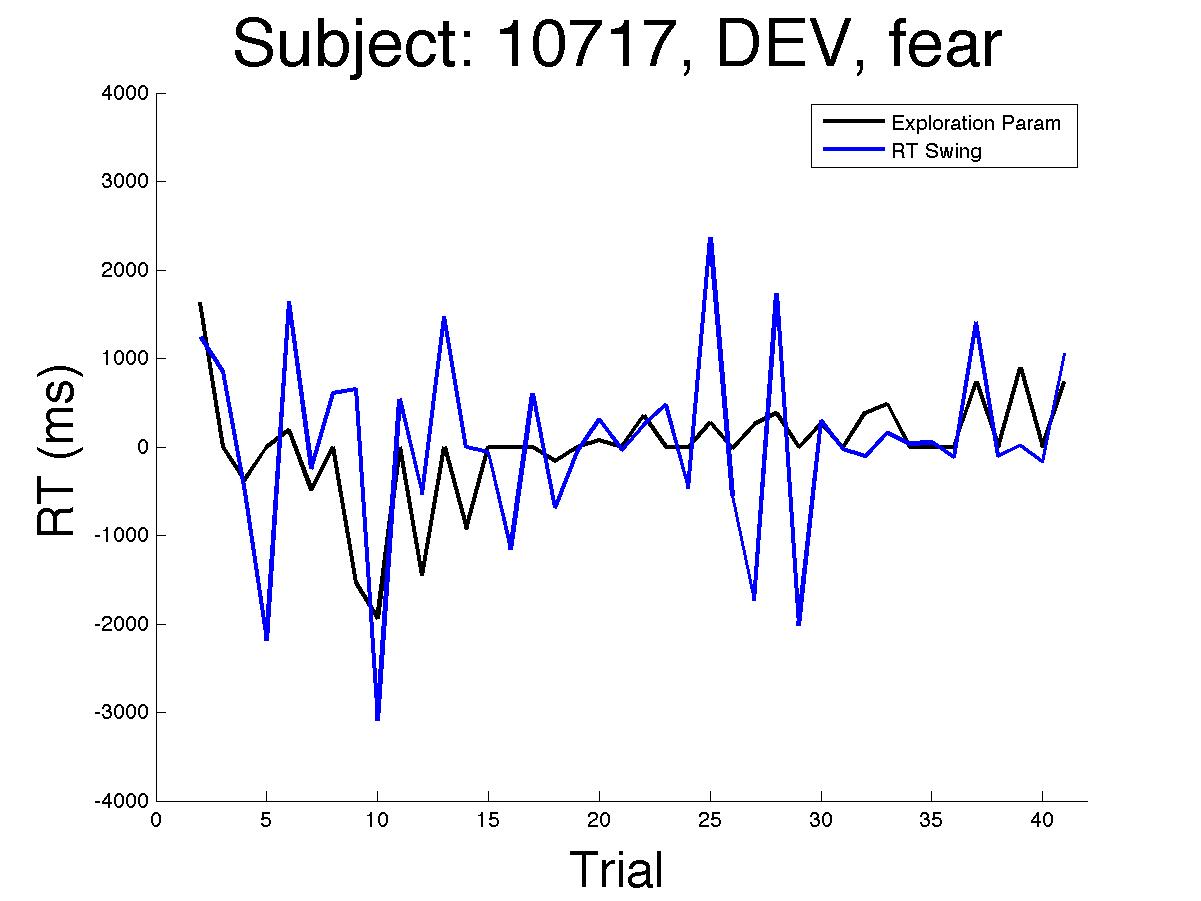 Subject: 10717, DEV, fear
4000
3000
2000
1000
0
-1000
-2000
-3000
-4000
RT (ms)
Exploration Param
RT Swing
0 5 10 15 20 25 30 35 40
Trial